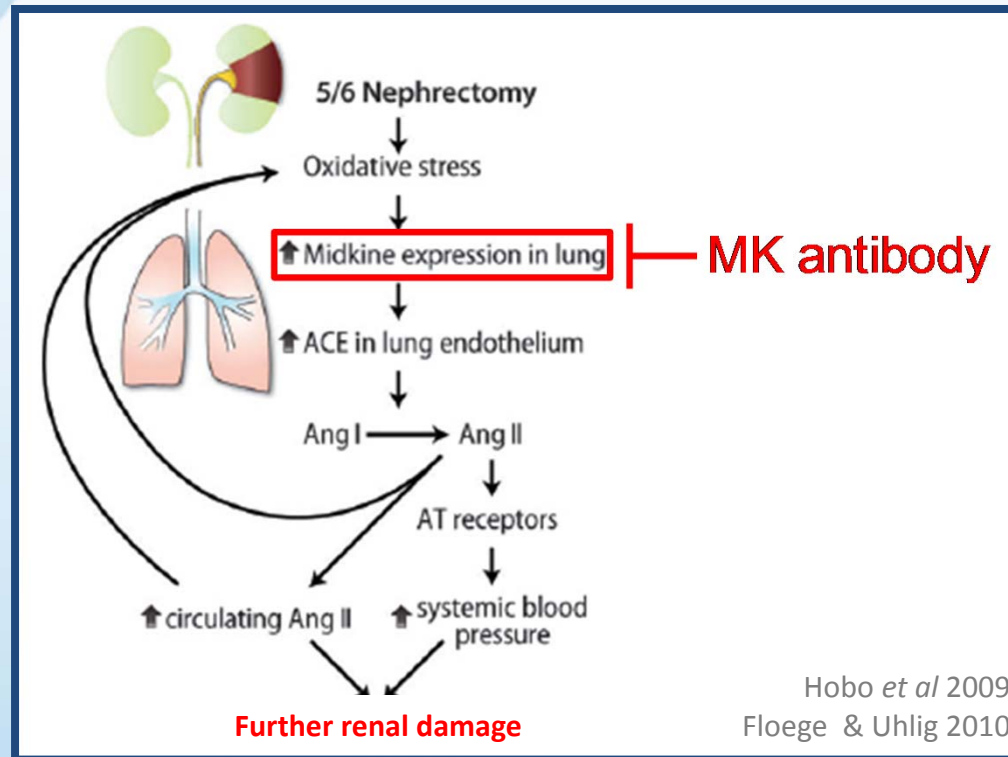 5/6 Nephrectomy
Oxidative stress
Midkine expression in lung
MK antibody
ACE in lung endothelium
Ang I
Ang II
AT receptors
circulating Ang II
systemic blood
pressure
Further renal damage
Hobo et al 2009
Floege & Uhlig 2010